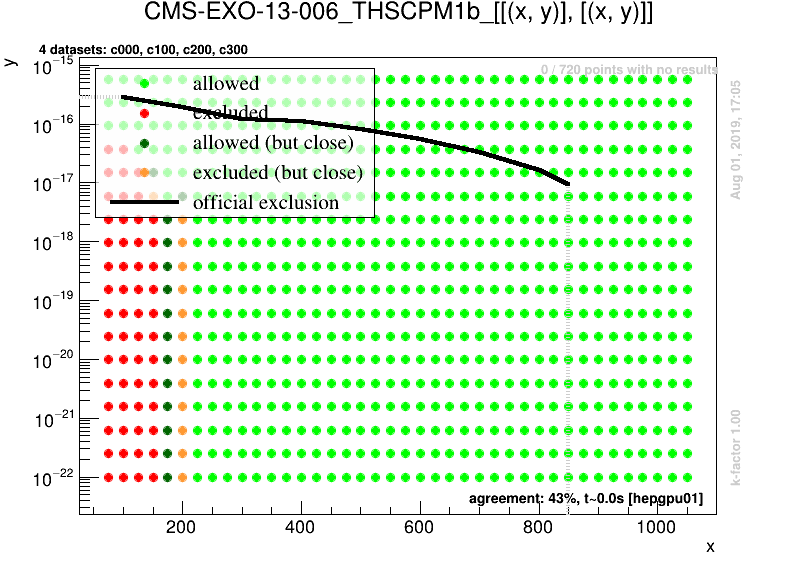 CMS-EXO-13-006_THSCPM1b_[[(x, y)], [(x, y)]]
y
4 datasets: c000, c100, c200, c300
0 / 720 points with no results
allowed
excluded
allowed (but close)
excluded (but close)
official exclusion
10⁻¹⁵
10⁻¹⁶
10⁻¹⁷
10⁻¹⁸
10⁻¹⁹
10⁻²⁰
10⁻²¹
10⁻²²
agreement: 43%, t~0.0s [hepgpu01]
200 400 600 800 1000
x
Aug 01, 2019, 17:05
k-factor 1.00